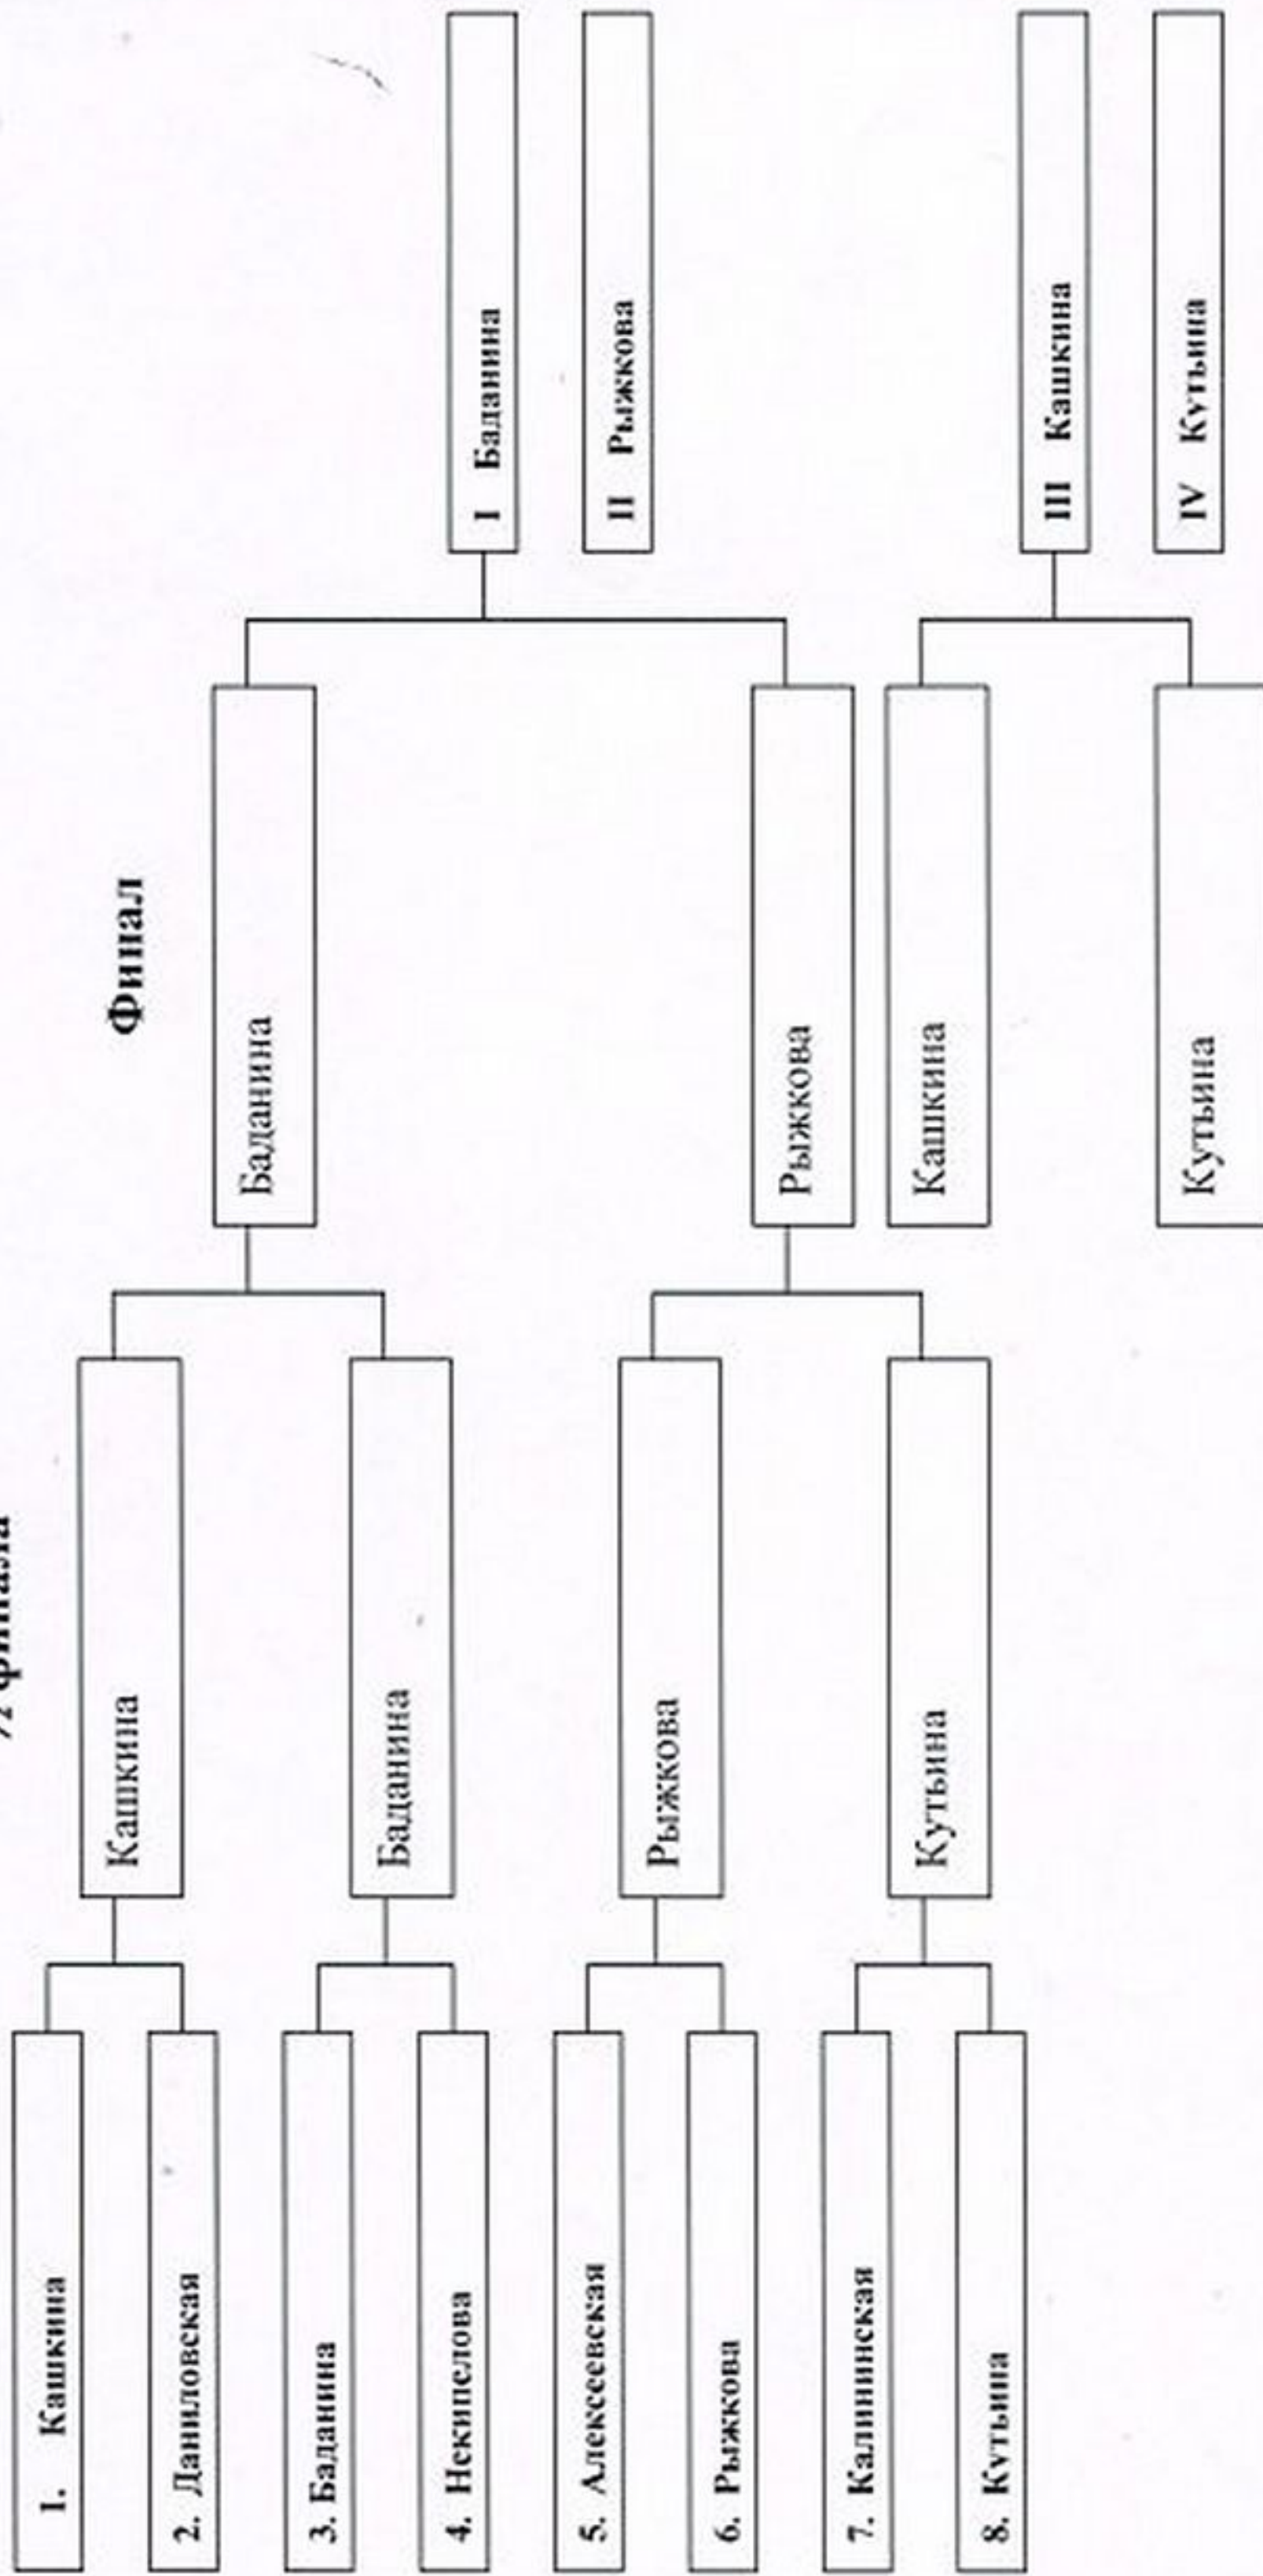 ½ финала
Финал
1. Кашкина
2. Даниловская
3. Баданина
4. Некипелова
5. Алексеевская
6. Рыжкова
7. Калининская
8. Кутьина
Кашкина
Баданина
Рыжкова
Кутьина
Баданина
Рыжкова
Кашкина
Кутьина
I Баданина
II Рыжкова
III Кашкина
IV Кутьина